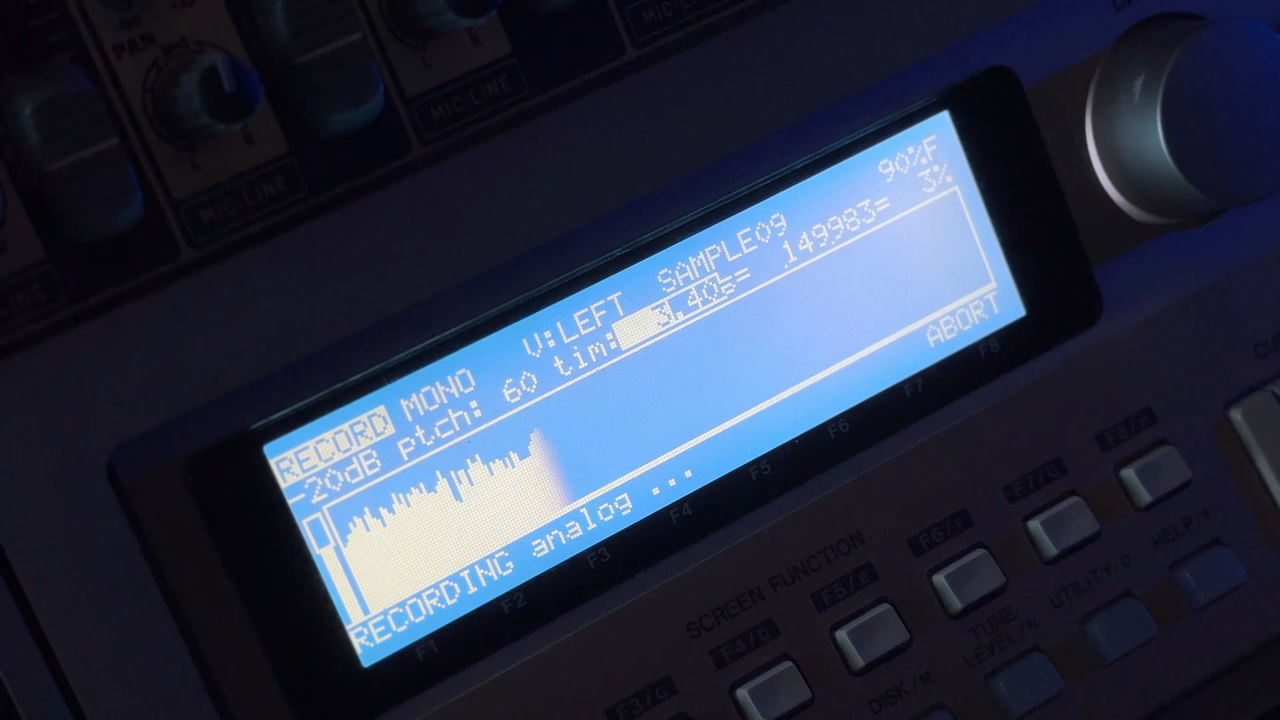 PAN
L
R
MIC LINE
MIC LINE
RECORD MONO V:LEFT SAMPLE09 90%F
-20dB ptch: 60 tim: 3.40s= 149983= 3%
RECORDING analog ... ABORT
F1 F2 F3 F4 F5 F6 F7 F8
SCREEN FUNCTION
F3/C F4/D F5/E F6/F F7/G F8/H
DISK/M TUNE LEVEL/N UTILITY/O HELP/P